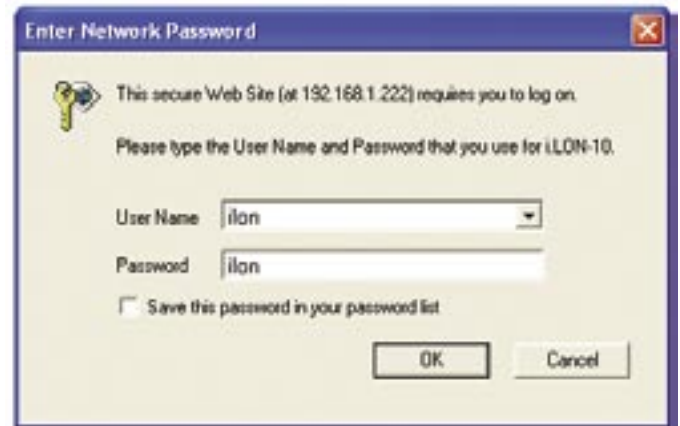 Enter Network Password
This secure Web Site (at 192.168.1.222) requires you to log on.
Please type the User Name and Password that you use for i.LON-10.
User Name ilon
Password ilon
Save this password in your password list
OK Cancel